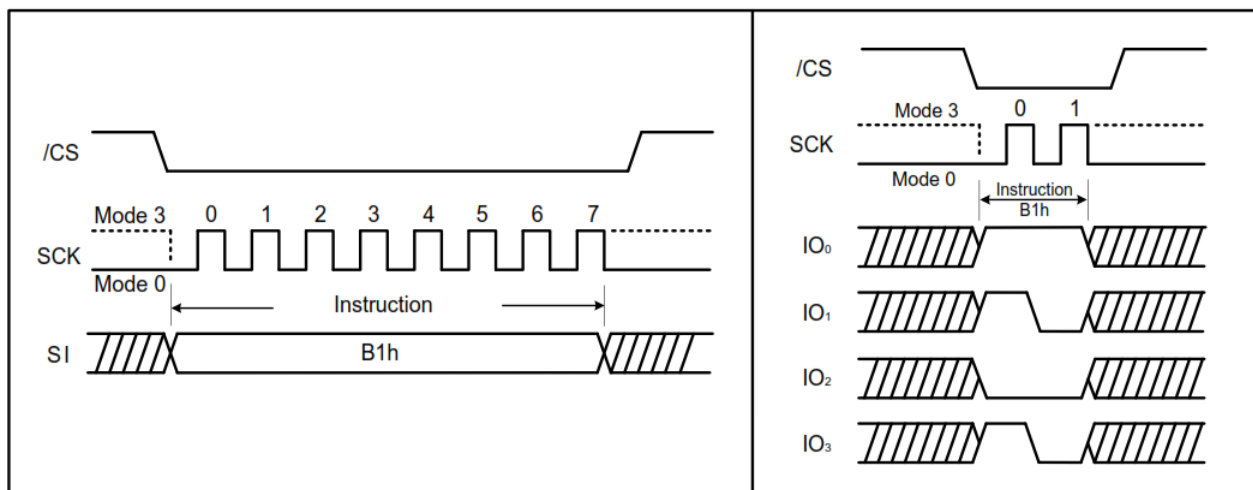 /CS
Mode 3 0 1 2 3 4 5 6 7
SCK
Mode 0
Instruction
SI B1h
/CS
Mode 3 0 1
SCK
Mode 0
Instruction
B1h
IO₀
IO₁
IO₂
IO₃